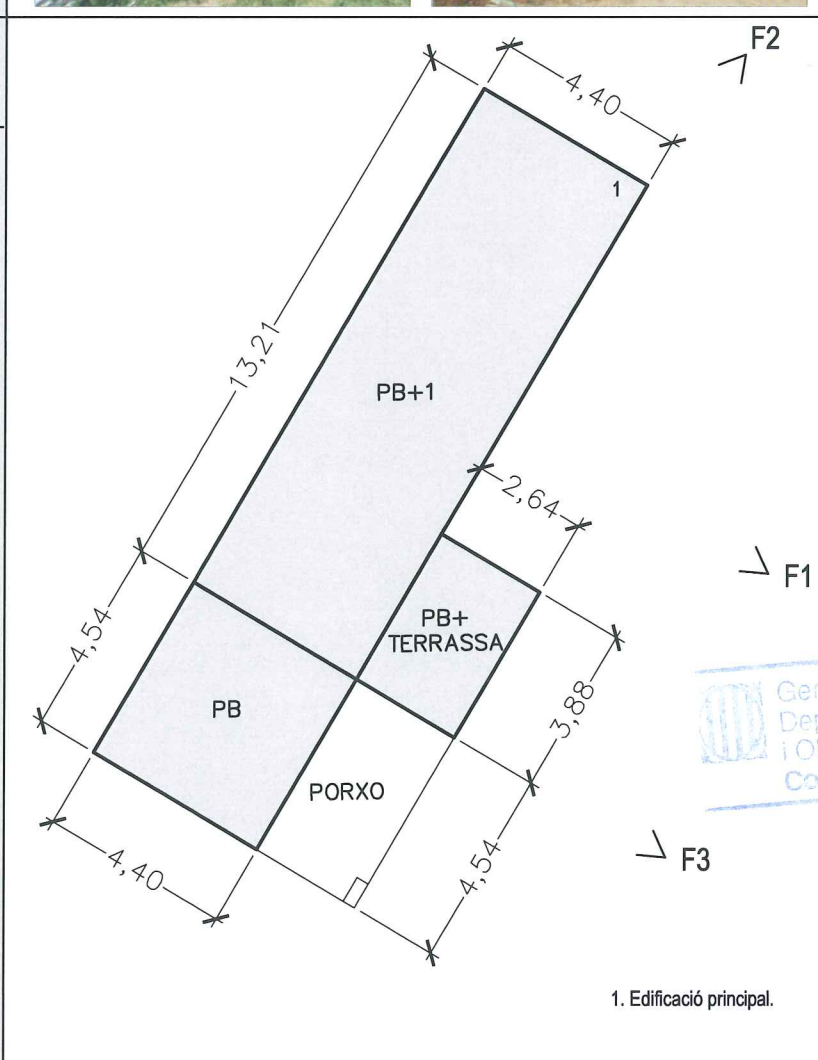 F2
4,40
1
13,21
PB+1
2,64
F1
PB+
TERRASSA
4,54
3,88
PB
PORXO
F3
4,40
4,54
1. Edificació principal.